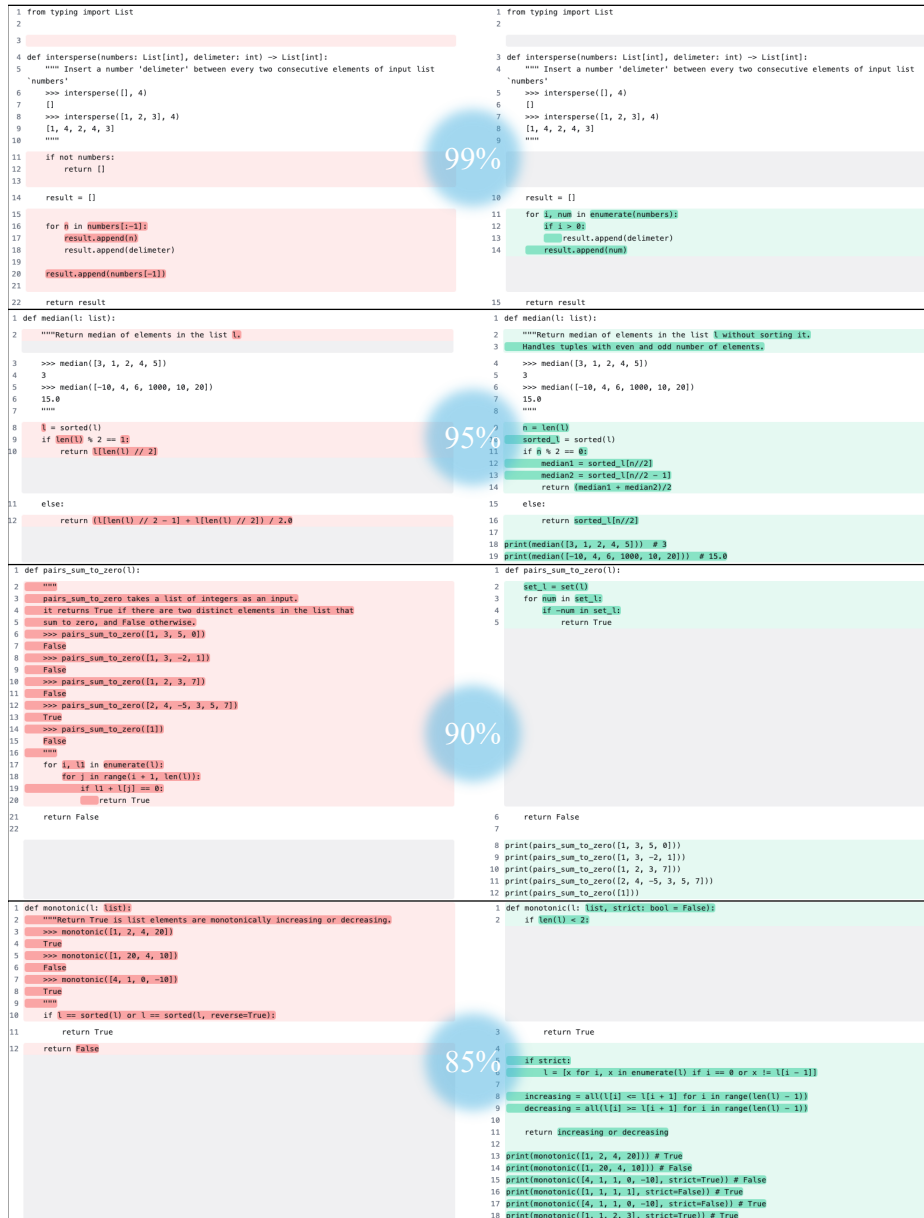 1 from typing import List
2
3
4 def intersperse(numbers: List[int], delimeter: int) -> List[int]:
5     """ Insert a number 'delimeter' between every two consecutive elements of input list
`numbers'
6     >>> intersperse([], 4)
7     []
8     >>> intersperse([1, 2, 3], 4)
9     [1, 4, 2, 4, 3]
10     """
11     if not numbers:
12         return []
13
14     result = []
15
16     for n in numbers[:-1]:
17         result.append(n)
18         result.append(delimeter)
19
20     result.append(numbers[-1])
21
22     return result
1 from typing import List
2
3 def intersperse(numbers: List[int], delimeter: int) -> List[int]:
4     """ Insert a number 'delimeter' between every two consecutive elements of input list
`numbers'
5     >>> intersperse([], 4)
6     []
7     >>> intersperse([1, 2, 3], 4)
8     [1, 4, 2, 4, 3]
9     """
10     result = []
11     for i, num in enumerate(numbers):
12         if i > 0:
13             result.append(delimeter)
14         result.append(num)
15     return result
99%
1 def median(l: list):
2     """Return median of elements in the list l.
3     >>> median([3, 1, 2, 4, 5])
4     3
5     >>> median([-10, 4, 6, 1000, 10, 20])
6     15.0
7     """
8     l = sorted(l)
9     if len(l) % 2 == 1:
10         return l[len(l) // 2]
11     else:
12         return (l[len(l) // 2 - 1] + l[len(l) // 2]) / 2.0
1 def median(l: list):
2     """Return median of elements in the list l without sorting it.
3     Handles tuples with even and odd number of elements.
4     >>> median([3, 1, 2, 4, 5])
5     3
6     >>> median([-10, 4, 6, 1000, 10, 20])
7     15.0
8     """
9     n = len(l)
10     sorted_l = sorted(l)
11     if n % 2 == 0:
12         median1 = sorted_l[n//2]
13         median2 = sorted_l[n//2 - 1]
14         return (median1 + median2)/2
15     else:
16         return sorted_l[n//2]
17
18 print(median([3, 1, 2, 4, 5]))  # 3
19 print(median([-10, 4, 6, 1000, 10, 20]))  # 15.0
95%
1 def pairs_sum_to_zero(l):
2     """
3     pairs_sum_to_zero takes a list of integers as an input.
4     it returns True if there are two distinct elements in the list that
5     sum to zero, and False otherwise.
6     >>> pairs_sum_to_zero([1, 3, 5, 0])
7     False
8     >>> pairs_sum_to_zero([1, 3, -2, 1])
9     False
10     >>> pairs_sum_to_zero([1, 2, 3, 7])
11     False
12     >>> pairs_sum_to_zero([2, 4, -5, 3, 5, 7])
13     True
14     >>> pairs_sum_to_zero([1])
15     False
16     """
17     for i, l1 in enumerate(l):
18         for j in range(i + 1, len(l)):
19             if l1 + l[j] == 0:
20                 return True
21     return False
22
1 def pairs_sum_to_zero(l):
2     set_l = set(l)
3     for num in set_l:
4         if -num in set_l:
5             return True
6     return False
7
8 print(pairs_sum_to_zero([1, 3, 5, 0]))
9 print(pairs_sum_to_zero([1, 3, -2, 1]))
10 print(pairs_sum_to_zero([1, 2, 3, 7]))
11 print(pairs_sum_to_zero([2, 4, -5, 3, 5, 7]))
12 print(pairs_sum_to_zero([1]))
90%
1 def monotonic(l: list):
2     """Return True is list elements are monotonically increasing or decreasing.
3     >>> monotonic([1, 2, 4, 20])
4     True
5     >>> monotonic([1, 20, 4, 10])
6     False
7     >>> monotonic([4, 1, 0, -10])
8     True
9     """
10     if l == sorted(l) or l == sorted(l, reverse=True):
11         return True
12     return False
1 def monotonic(l: list, strict: bool = False):
2     if len(l) < 2:
3         return True
4
5     if strict:
6         l = [x for i, x in enumerate(l) if i == 0 or x != l[i - 1]]
7
8     increasing = all(l[i] <= l[i + 1] for i in range(len(l) - 1))
9     decreasing = all(l[i] >= l[i + 1] for i in range(len(l) - 1))
10
11     return increasing or decreasing
12
13 print(monotonic([1, 2, 4, 20])) # True
14 print(monotonic([1, 20, 4, 10])) # False
15 print(monotonic([4, 1, 1, 0, -10], strict=True)) # False
16 print(monotonic([1, 1, 1, 1], strict=False)) # True
17 print(monotonic([4, 1, 1, 0, -10], strict=False)) # True
18 print(monotonic([1, 1, 2, 3], strict=True)) # True
85%